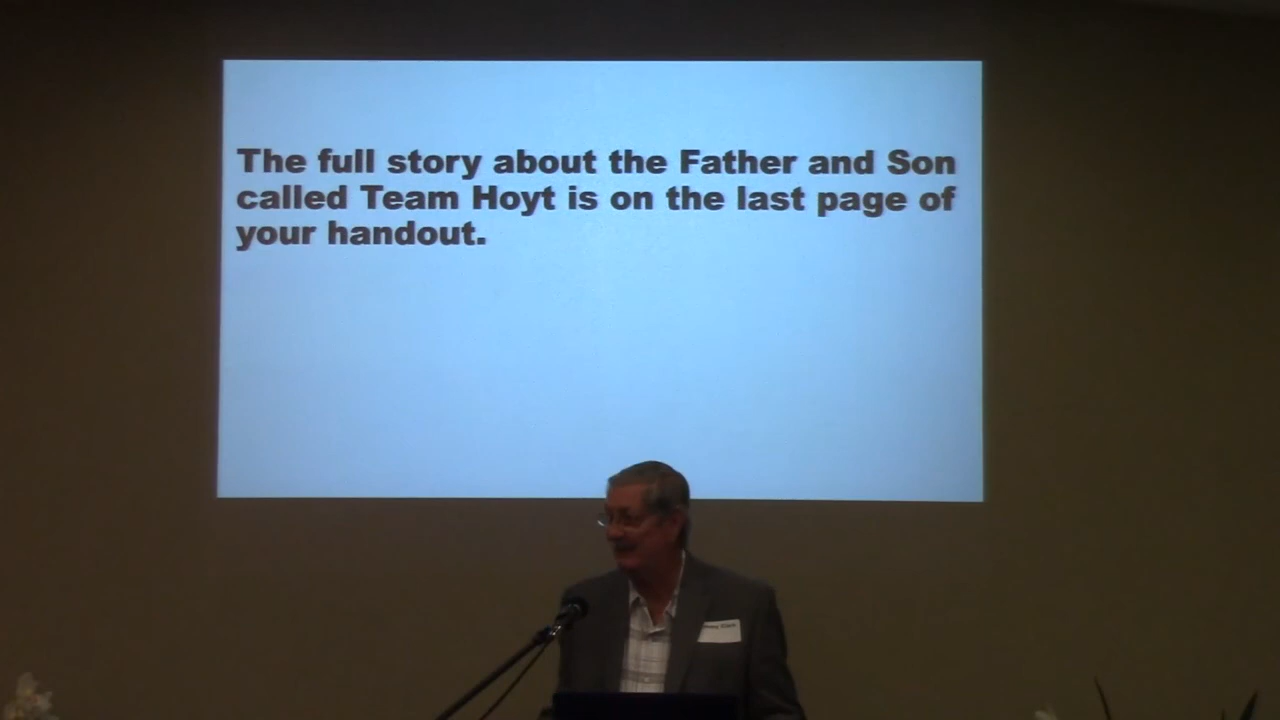 The full story about the Father and Son
called Team Hoyt is on the last page of
your handout.